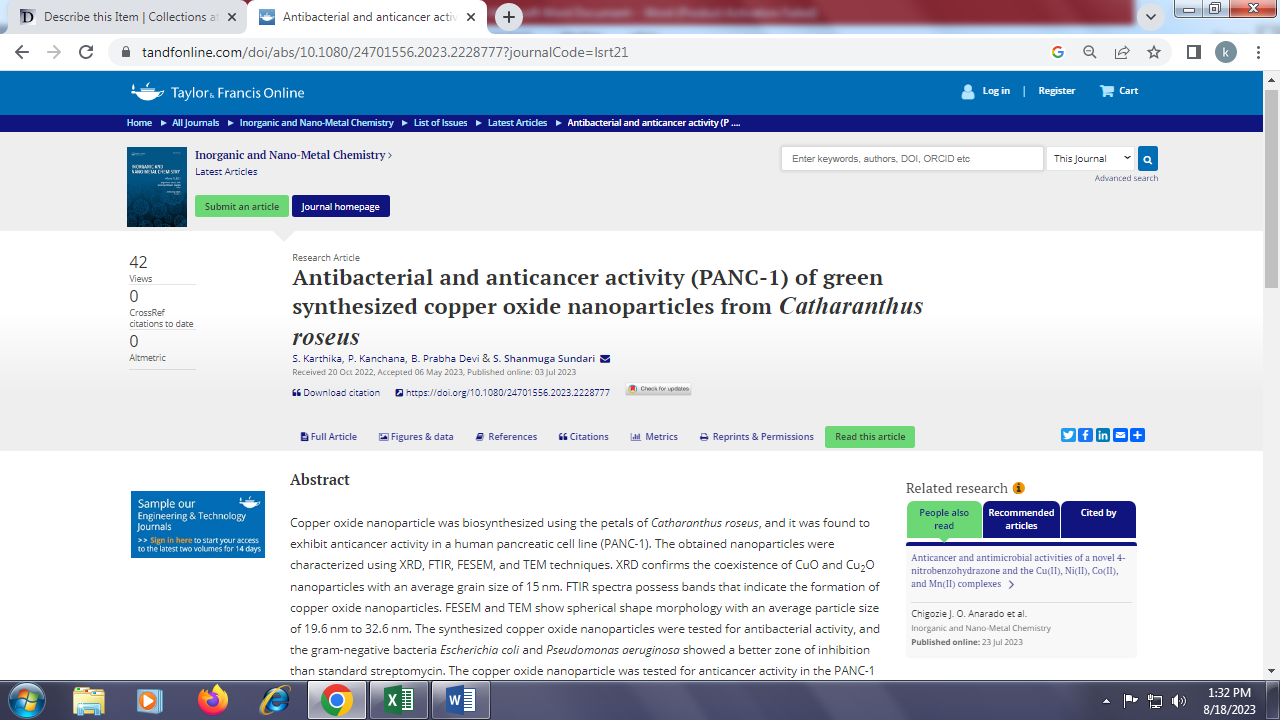 Describe this Item | Collections a
Antibacterial and anticancer activ
tandfonline.com/doi/abs/10.1080/24701556.2023.2228777?journalCode=lsrt21
k
Taylor & Francis Online
Log in | Register Cart
Home ▶ All Journals ▶ Inorganic and Nano-Metal Chemistry ▶ List of Issues ▶ Latest Articles ▶ Antibacterial and anticancer activity (P ....
INORGANIC AND
NANO-METAL CHEMISTRY
Inorganic and Nano-Metal Chemistry >
Latest Articles
Enter keywords, authors, DOI, ORCID etc
This Journal
Advanced search
Submit an article
Journal homepage
42
Views
0
CrossRef
citations to date
0
Altmetric
Research Article
Antibacterial and anticancer activity (PANC-1) of green
synthesized copper oxide nanoparticles from Catharanthus
roseus
S. Karthika, P. Kanchana, B. Prabha Devi & S. Shanmuga Sundari
Received 20 Oct 2022, Accepted 06 May 2023, Published online: 03 Jul 2023
Download citation https://doi.org/10.1080/24701556.2023.2228777 Check for updates
Full Article Figures & data References Citations Metrics Reprints & Permissions Read this article
Sample our
Engineering & Technology
Journals
>> Sign in here to start your access
to the latest two volumes for 14 days
Abstract
Copper oxide nanoparticle was biosynthesized using the petals of Catharanthus roseus, and it was found to
exhibit anticancer activity in a human pancreatic cell line (PANC-1). The obtained nanoparticles were
characterized using XRD, FTIR, FESEM, and TEM techniques. XRD confirms the coexistence of CuO and Cu₂O
nanoparticles with an average grain size of 15 nm. FTIR spectra possess bands that indicate the formation of
copper oxide nanoparticles. FESEM and TEM show spherical shape morphology with an average particle size
of 19.6 nm to 32.6 nm. The synthesized copper oxide nanoparticles were tested for antibacterial activity, and
the gram-negative bacteria Escherichia coli and Pseudomonas aeruginosa showed a better zone of inhibition
than standard streptomycin. The copper oxide nanoparticle was tested for anticancer activity in the PANC-1
Related research
People also
read
Recommended
articles
Cited by
Anticancer and antimicrobial activities of a novel 4-
nitrobenzohydrazone and the Cu(II), Ni(II), Co(II),
and Mn(II) complexes >
Chigozie J. O. Anarado et al.
Inorganic and Nano-Metal Chemistry
Published online: 23 Jul 2023
1:32 PM
8/18/2023